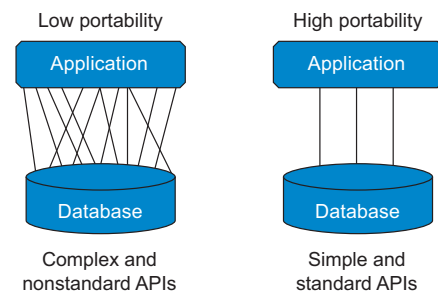 Low portability
Application
Database
Complex and
nonstandard APIs
High portability
Application
Database
Simple and
standard APIs